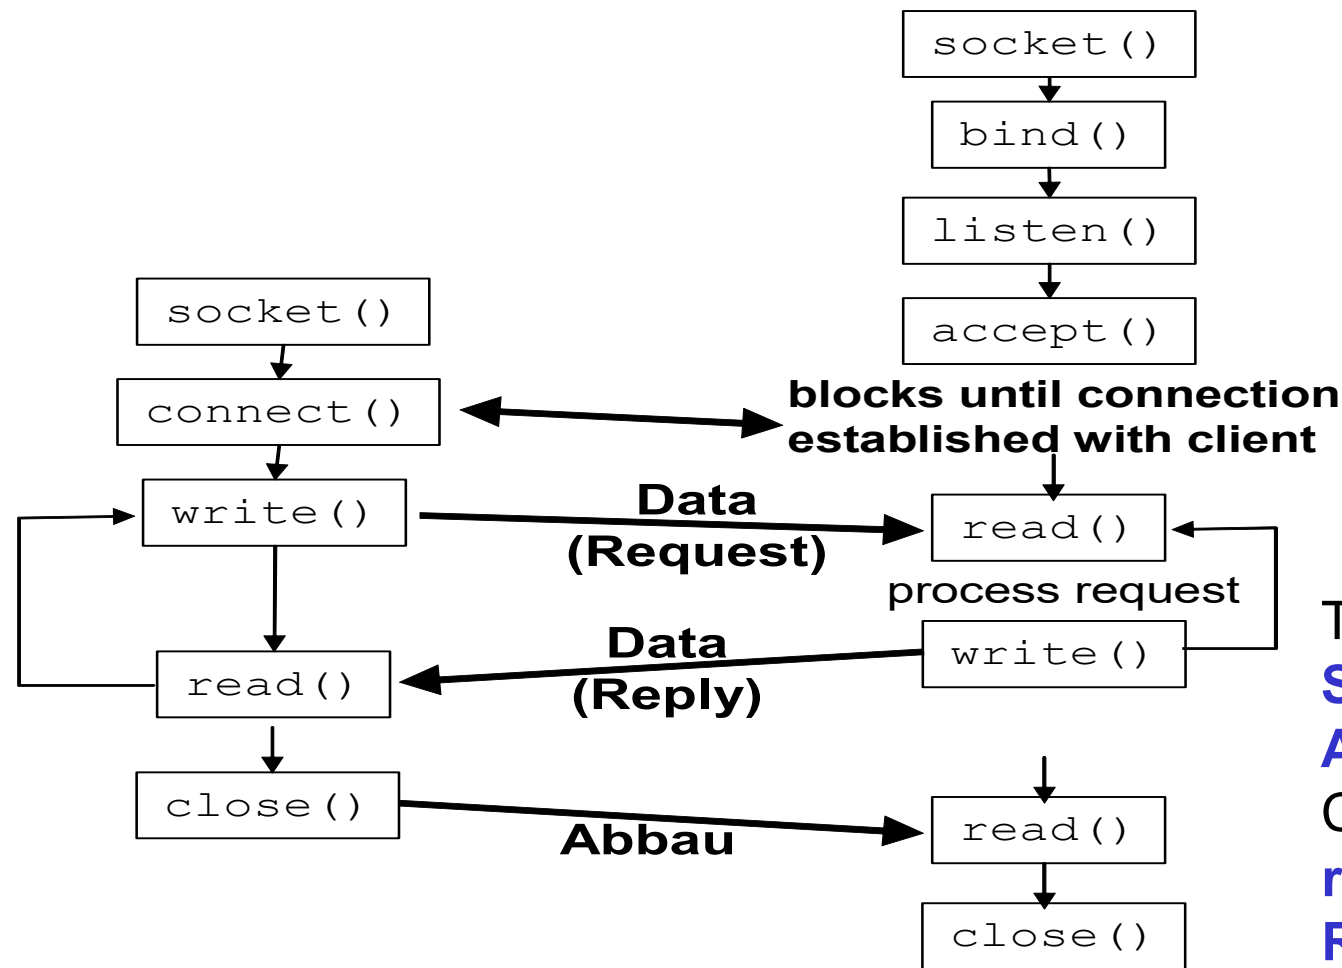 socket()
bind()
listen()
accept()
blocks until connection
established with client
socket()
connect()
write()
Data
(Request)
read()
process request
Data
(Reply)
write()
read()
close()
Abbau
read()
close()
T
S
A
C
r
R